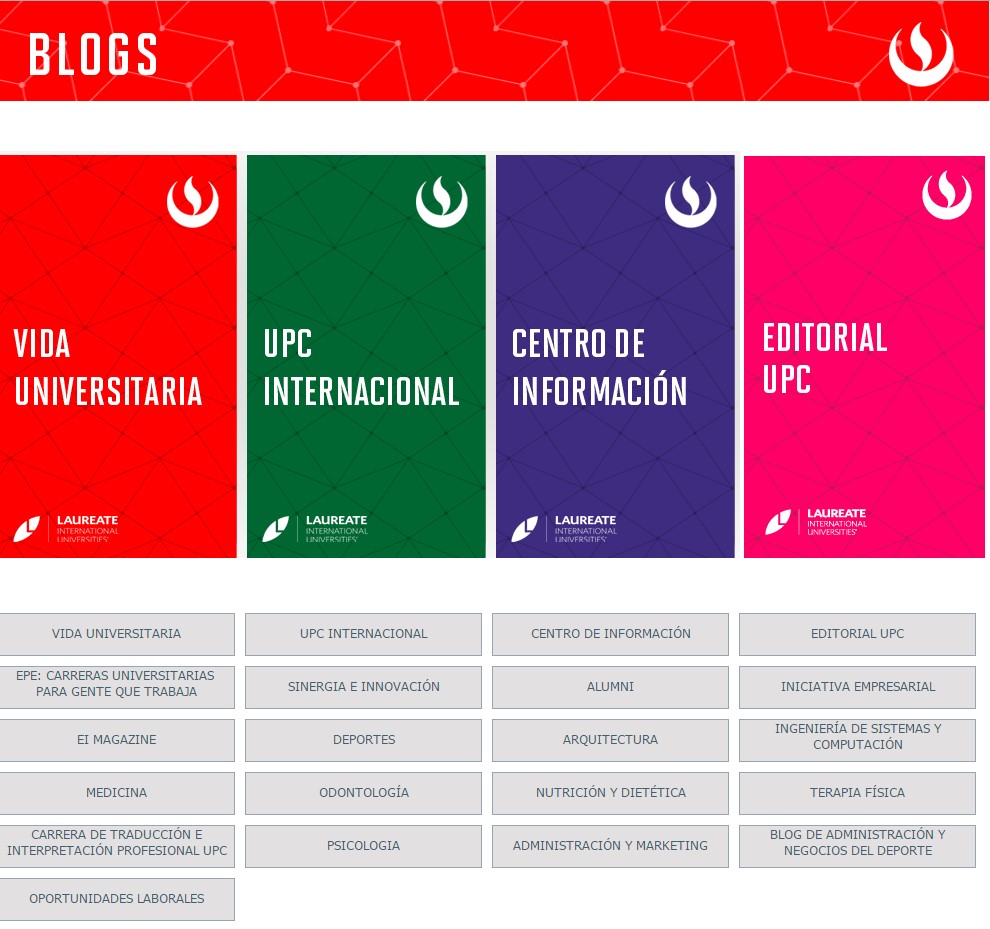 BLOGS
VIDA
UNIVERSITARIA
LAUREATE
INTERNATIONAL
UNIVERSITIES
UPC
INTERNACIONAL
LAUREATE
INTERNATIONAL
UNIVERSITIES
CENTRO DE
INFORMACIÓN
LAUREATE
INTERNATIONAL
UNIVERSITIES
EDITORIAL
UPC
LAUREATE
INTERNATIONAL
UNIVERSITIES
VIDA UNIVERSITARIA
UPC INTERNACIONAL
CENTRO DE INFORMACIÓN
EDITORIAL UPC
EPE: CARRERAS UNIVERSITARIAS
PARA GENTE QUE TRABAJA
SINERGIA E INNOVACIÓN
ALUMNI
INICIATIVA EMPRESARIAL
EI MAGAZINE
DEPORTES
ARQUITECTURA
INGENIERÍA DE SISTEMAS Y
COMPUTACIÓN
MEDICINA
ODONTOLOGÍA
NUTRICIÓN Y DIETÉTICA
TERAPIA FÍSICA
CARRERA DE TRADUCCIÓN E
INTERPRETACIÓN PROFESIONAL UPC
PSICOLOGIA
ADMINISTRACIÓN Y MARKETING
BLOG DE ADMINISTRACIÓN Y
NEGOCIOS DEL DEPORTE
OPORTUNIDADES LABORALES